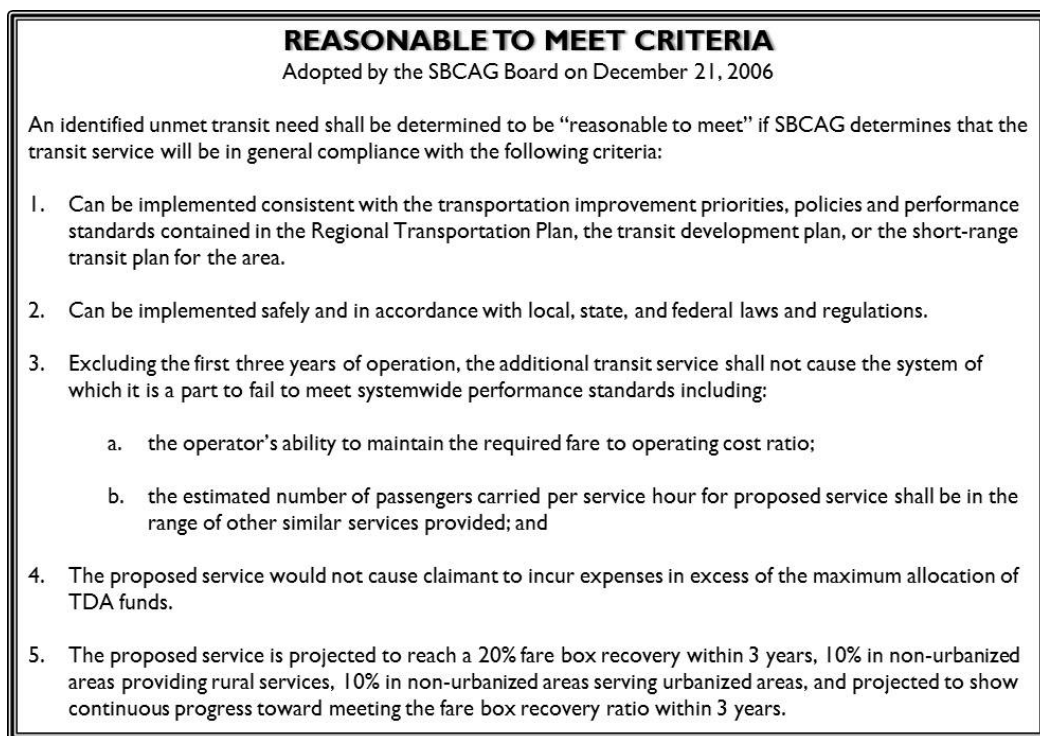 REASONABLE TO MEET CRITERIA
Adopted by the SBCAG Board on December 21, 2006
An identified unmet transit need shall be determined to be “reasonable to meet” if SBCAG determines that the
transit service will be in general compliance with the following criteria:
1. Can be implemented consistent with the transportation improvement priorities, policies and performance
standards contained in the Regional Transportation Plan, the transit development plan, or the short-range
transit plan for the area.
2. Can be implemented safely and in accordance with local, state, and federal laws and regulations.
3. Excluding the first three years of operation, the additional transit service shall not cause the system of
which it is a part to fail to meet systemwide performance standards including:
a. the operator’s ability to maintain the required fare to operating cost ratio;
b. the estimated number of passengers carried per service hour for proposed service shall be in the
range of other similar services provided; and
4. The proposed service would not cause claimant to incur expenses in excess of the maximum allocation of
TDA funds.
5. The proposed service is projected to reach a 20% fare box recovery within 3 years, 10% in non-urbanized
areas providing rural services, 10% in non-urbanized areas serving urbanized areas, and projected to show
continuous progress toward meeting the fare box recovery ratio within 3 years.